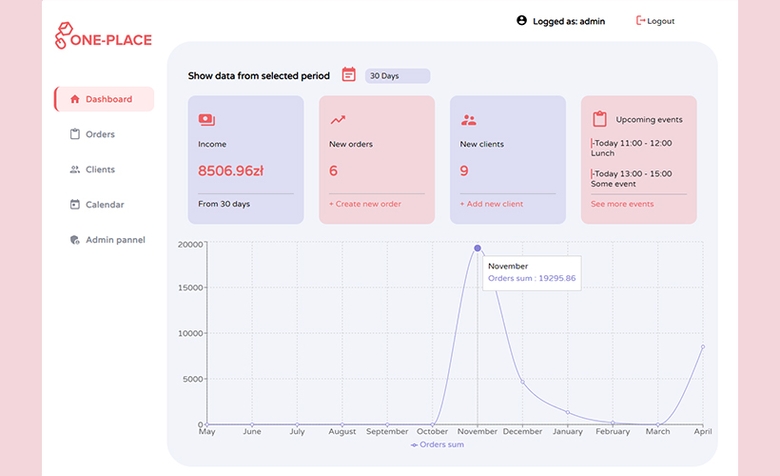 ONE-PLACE
Logged as: admin
Logout
Dashboard
Orders
Clients
Calendar
Admin pannel
Show data from selected period
30 Days
Income
8506.96zł
From 30 days
New orders
6
+ Create new order
New clients
9
+ Add new client
Upcoming events
-Today 11:00 - 12:00
Lunch
-Today 13:00 - 15:00
Some event
See more events
20000
15000
10000
5000
0
November
Orders sum : 19295.86
May June July August September October November December January February March April
Orders sum